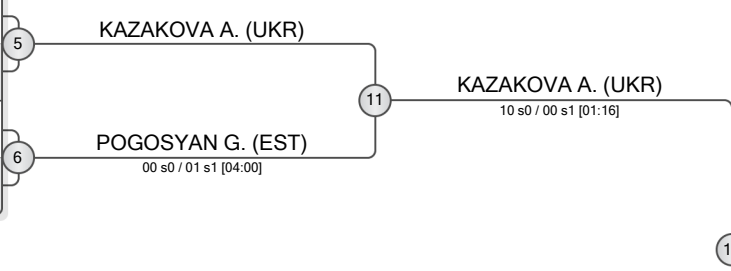 5
KAZAKOVA A. (UKR)
KAZAKOVA A. (UKR)
11
10 s0 / 00 s1 [01:16]
6
POGOSYAN G. (EST)
00 s0 / 01 s1 [04:00]